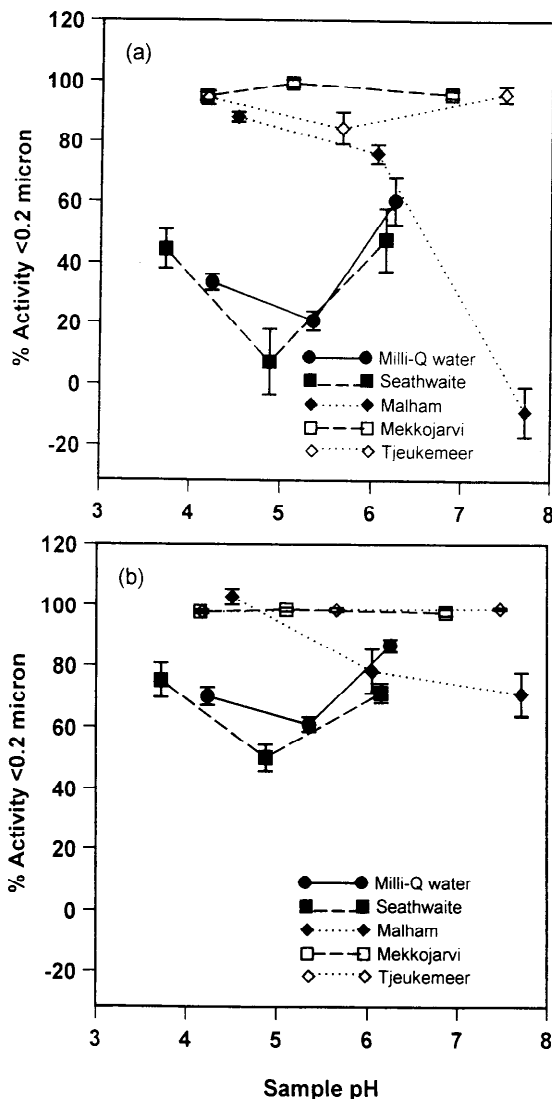 120
(a)
100
80
60
40
20
0
-20
% Activity <0.2 micron
Milli-Q water
Seathwaite
Malham
Mekkojarvi
Tjeukemeer
3 4 5 6 7 8
120
(b)
100
80
60
40
20
0
-20
% Activity <0.2 micron
Milli-Q water
Seathwaite
Malham
Mekkojarvi
Tjeukemeer
3 4 5 6 7 8
Sample pH